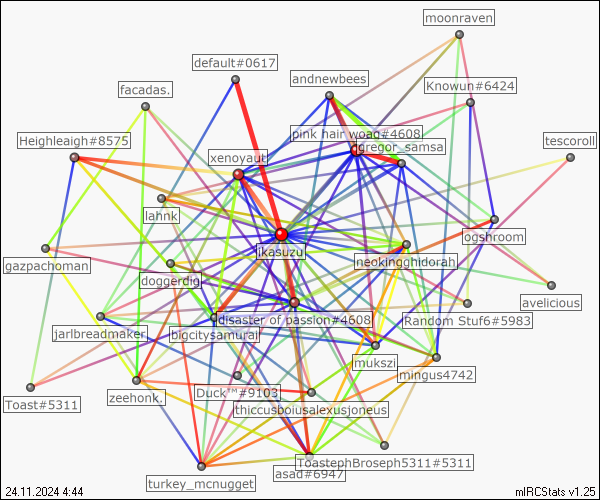 moonraven
default#0617
andnewbees
facadas.
Knowun#6424
pink hair woag#4608
Heighleaigh#8575
gregor_samsa
tescoroll
xenoyaut
lahnk
ogshroom
ikasuzu
neokingghidorah
gazpachoman
doggerdig
avelicious
disaster of passion#4608
Random Stuf6#5983
jarlbreadmaker
bigcitysamurai
mukszi
mingus4742
Duck™#9103
Toast#5311
zeehonk.
thiccusboiusalexusjoneus
ToastephBroseph5311#5311
asad#6947
turkey_mcnugget
24.11.2024 4:44
mIRCStats v1.25